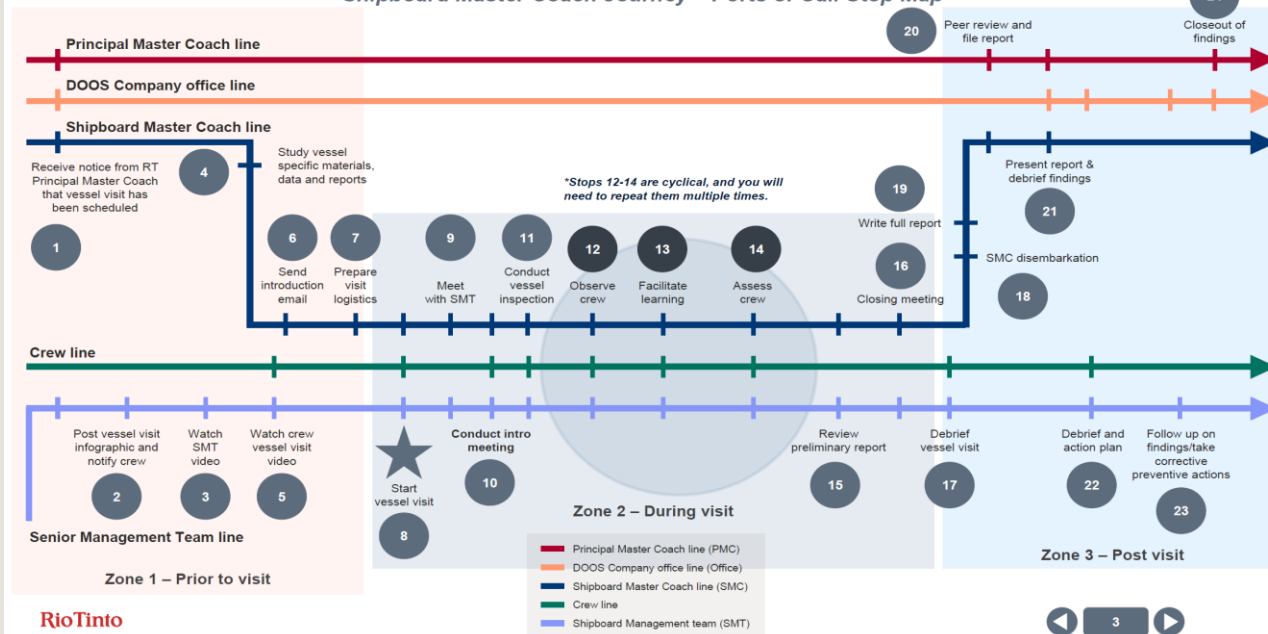 Shipboard Master Coach Journey – Ports of Call Stop Map
20
Peer review and
file report
Closeout of
findings
Principal Master Coach line
DOOS Company office line
Shipboard Master Coach line
Receive notice from RT
Principal Master Coach
that vessel visit has
been scheduled
1
4
Study vessel
specific materials,
data and reports
*Stops 12-14 are cyclical, and you will
need to repeat them multiple times.
19
Write full report
Present report &
debrief findings
21
6
Send
introduction
email
7
Prepare
visit
logistics
9
Meet
with SMT
11
Conduct
vessel
inspection
12
Observe
crew
13
Facilitate
learning
14
Assess
crew
16
Closing meeting
SMC disembarkation
18
Crew line
Post vessel visit
infographic and
notify crew
2
Watch
SMT
video
3
Watch crew
vessel visit
video
5
Start
vessel visit
8
Conduct intro
meeting
10
Review
preliminary report
15
Debrief
vessel visit
17
Debrief and
action plan
22
Follow up on
findings/take
corrective
preventive actions
23
Senior Management Team line
Zone 1 – Prior to visit
Zone 2 – During visit
Zone 3 – Post visit
Principal Master Coach line (PMC)
DOOS Company office line (Office)
Shipboard Master Coach line (SMC)
Crew line
Shipboard Management team (SMT)
RioTinto
3